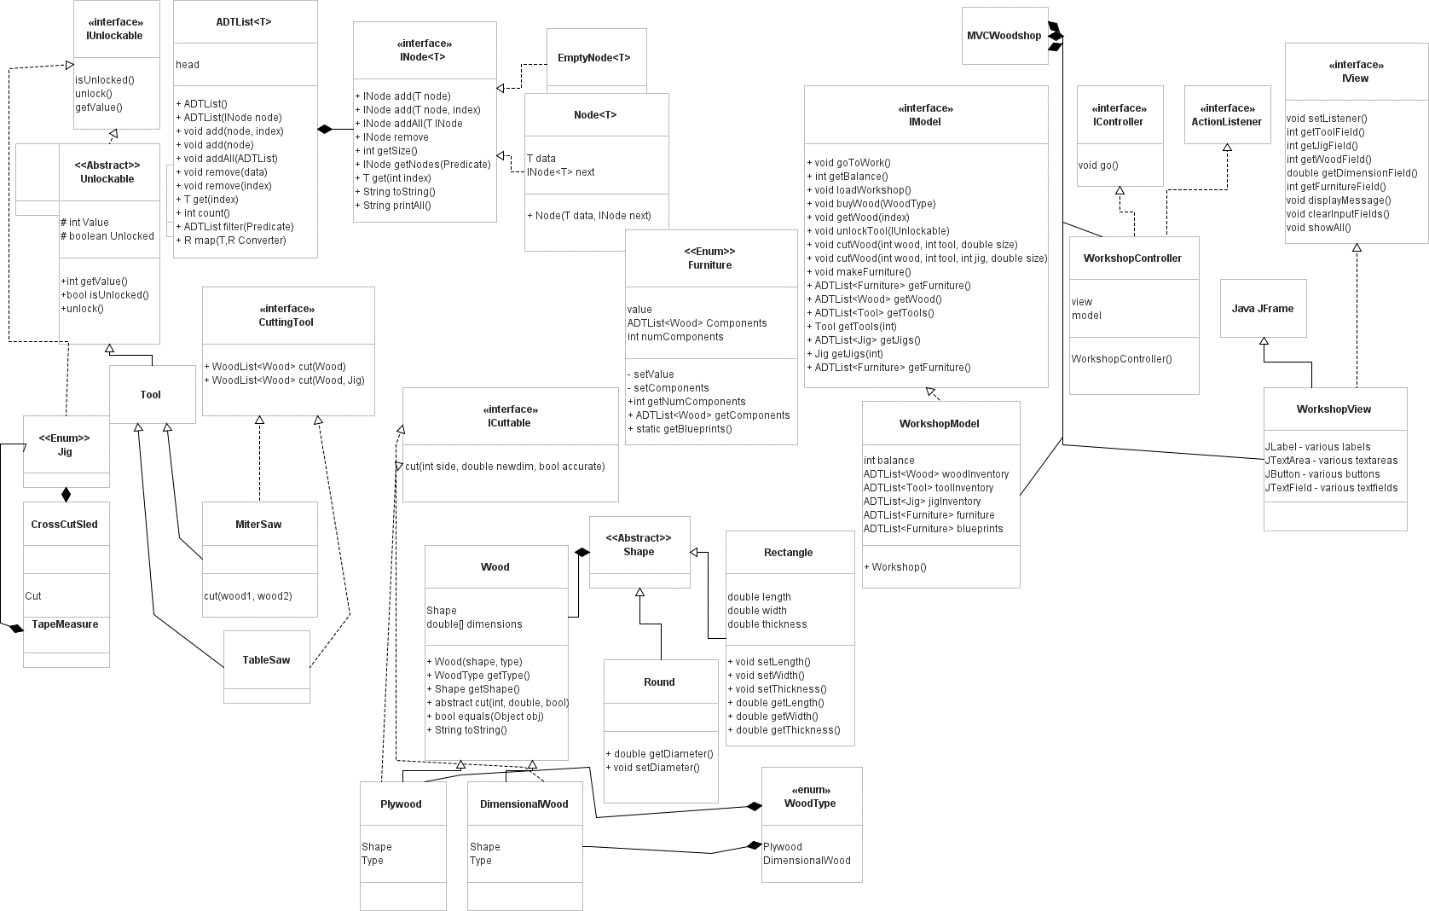 «interface»
IUnlockable
isUnlocked()
unlock()
getValue()
<<Abstract>>
Unlockable
# int Value
# boolean Unlocked
+int getValue()
+bool isUnlocked()
+unlock()
ADTList<T>
head
+ ADTList()
+ ADTList(INode node)
+ void add(node, index)
+ void add(node)
+ void addAll(ADTList)
+ void remove(data)
+ void remove(index)
+ T get(index)
+ int count()
+ ADTList filter(Predicate)
+ R map(T,R Converter)
«interface»
INode<T>
+ INode add(T node)
+ INode add(T node, index)
+ INode addAll(T INode
+ INode remove
+ int getSize()
+ INode getNodes(Predicate)
+ T get(int index)
+ String toString()
+ String printAll()
EmptyNode<T>
Node<T>
T data
INode<T> next
+ Node(T data, INode next)
<<Enum>>
Furniture
value
ADTList<Wood> Components
int numComponents
- setValue
- setComponents
+int getNumComponents
+ ADTList<Wood> getComponents
+ static getBlueprints()
«interface»
IModel
+ void goToWork()
+ int getBalance()
+ void loadWorkshop()
+ void buyWood(WoodType)
+ void getWood(index)
+ void unlockTool(IUnlockable)
+ void cutWood(int wood, int tool, double size)
+ void cutWood(int wood, int tool, int jig, double size)
+ void makeFurniture()
+ ADTList<Furniture> getFurniture()
+ ADTList<Wood> getWood()
+ ADTList<Tool> getTools()
+ Tool getTools(int)
+ ADTList<Jig> getJigs()
+ Jig getJigs(int)
+ ADTList<Furniture> getFurniture()
MVCWoodshop
«interface»
IController
void go()
«interface»
ActionListener
«interface»
IView
void setListener()
int getToolField()
int getJigField()
int getWoodField()
double getDimensionField()
int getFurnitureField()
void displayMessage()
void clearInputFields()
void showAll()
WorkshopController
view
model
WorkshopController()
Java JFrame
WorkshopView
JLabel - various labels
JTextArea - various textareas
JButton - various buttons
JTextField - various textfields
WorkshopModel
int balance
ADTList<Wood> woodInventory
ADTList<Tool> toolInventory
ADTList<Jig> jigInventory
ADTList<Furniture> furniture
ADTList<Furniture> blueprints
+ Workshop()
«interface»
CuttingTool
+ WoodList<Wood> cut(Wood)
+ WoodList<Wood> cut(Wood, Jig)
Tool
«interface»
ICuttable
cut(int side, double newdim, bool accurate)
<<Enum>>
Jig
CrossCutSled
Cut
TapeMeasure
MiterSaw
cut(wood1, wood2)
TableSaw
Wood
Shape
double[] dimensions
+ Wood(shape, type)
+ WoodType getType()
+ Shape getShape()
+ abstract cut(int, double, bool)
+ bool equals(Object obj)
+ String toString()
<<Abstract>>
Shape
Rectangle
double length
double width
double thickness
+ void setLength()
+ void setWidth()
+ void setThickness()
+ double getLength()
+ double getWidth()
+ double getThickness()
Round
+ double getDiameter()
+ void setDiameter()
Plywood
Shape
Type
DimensionalWood
Shape
Type
«enum»
WoodType
Plywood
DimensionalWood